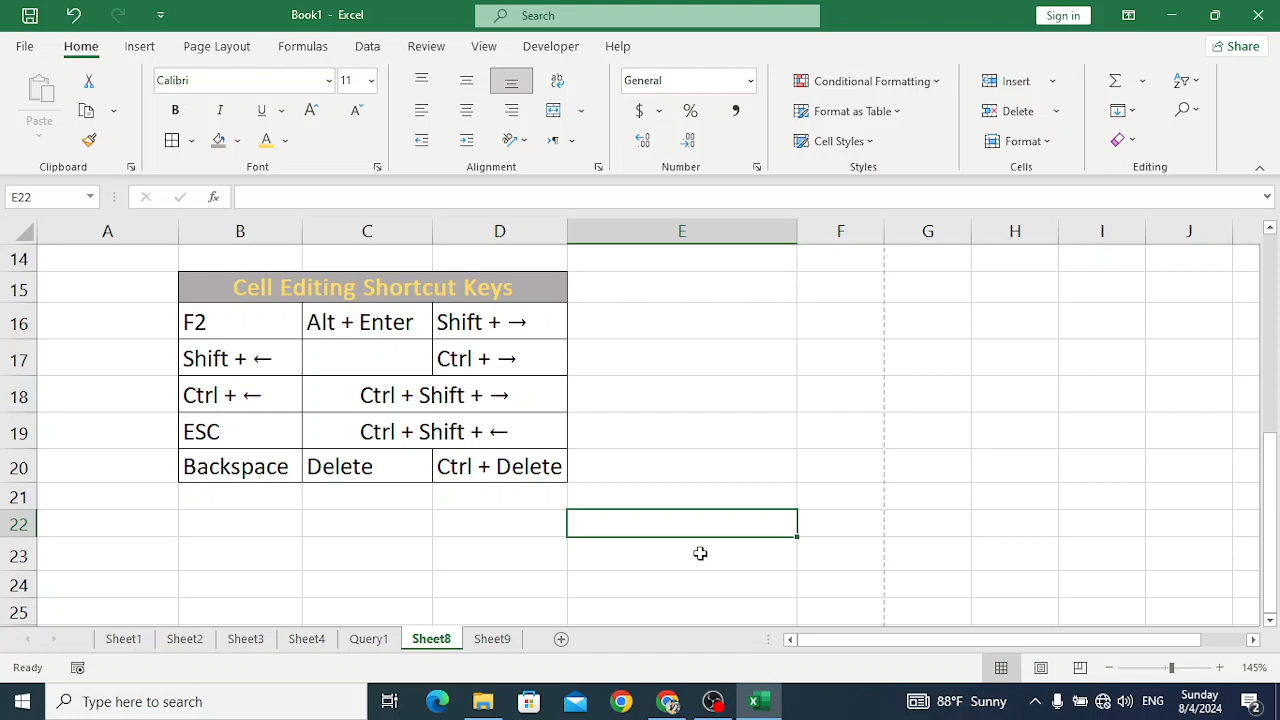 Book1 - Excel
Search
Sign in
File Home Insert Page Layout Formulas Data Review View Developer Help
Share
Paste
Clipboard
Calibri 11
B I U A A
A
Font
ab
Alignment
General
$ % ,
Number
Conditional Formatting
Format as Table
Cell Styles
Styles
Insert
Delete
Format
Cells
Editing
E22 fx
A B C D E F G H I J
14
15 Cell Editing Shortcut Keys
16 F2 Alt + Enter Shift + →
17 Shift + ← Ctrl + →
18 Ctrl + ← Ctrl + Shift + →
19 ESC Ctrl + Shift + ←
20 Backspace Delete Ctrl + Delete
21
22
23
24
25
Sheet1 Sheet2 Sheet3 Sheet4 Query1 Sheet8 Sheet9
Ready 145%
Type here to search
88°F Sunny
ENG
Sunday
8/4/2024
2